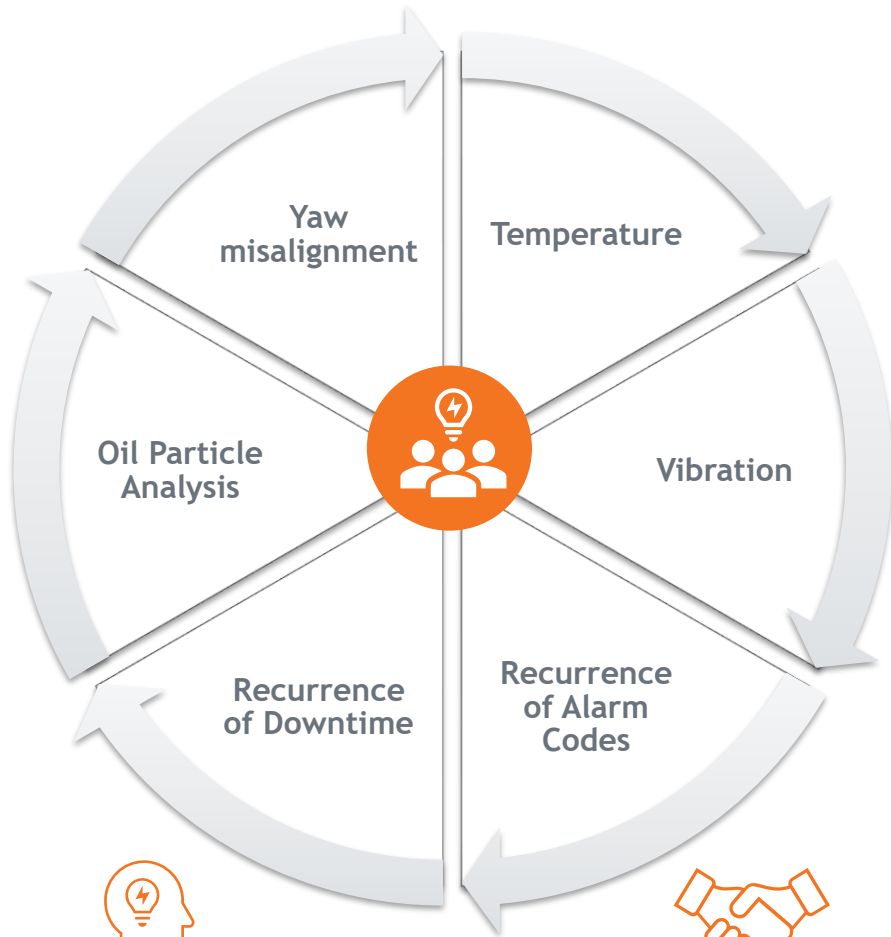 Yaw
misalignment
Temperature
Oil Particle
Analysis
Vibration
Recurrence
of Downtime
Recurrence
of Alarm
Codes